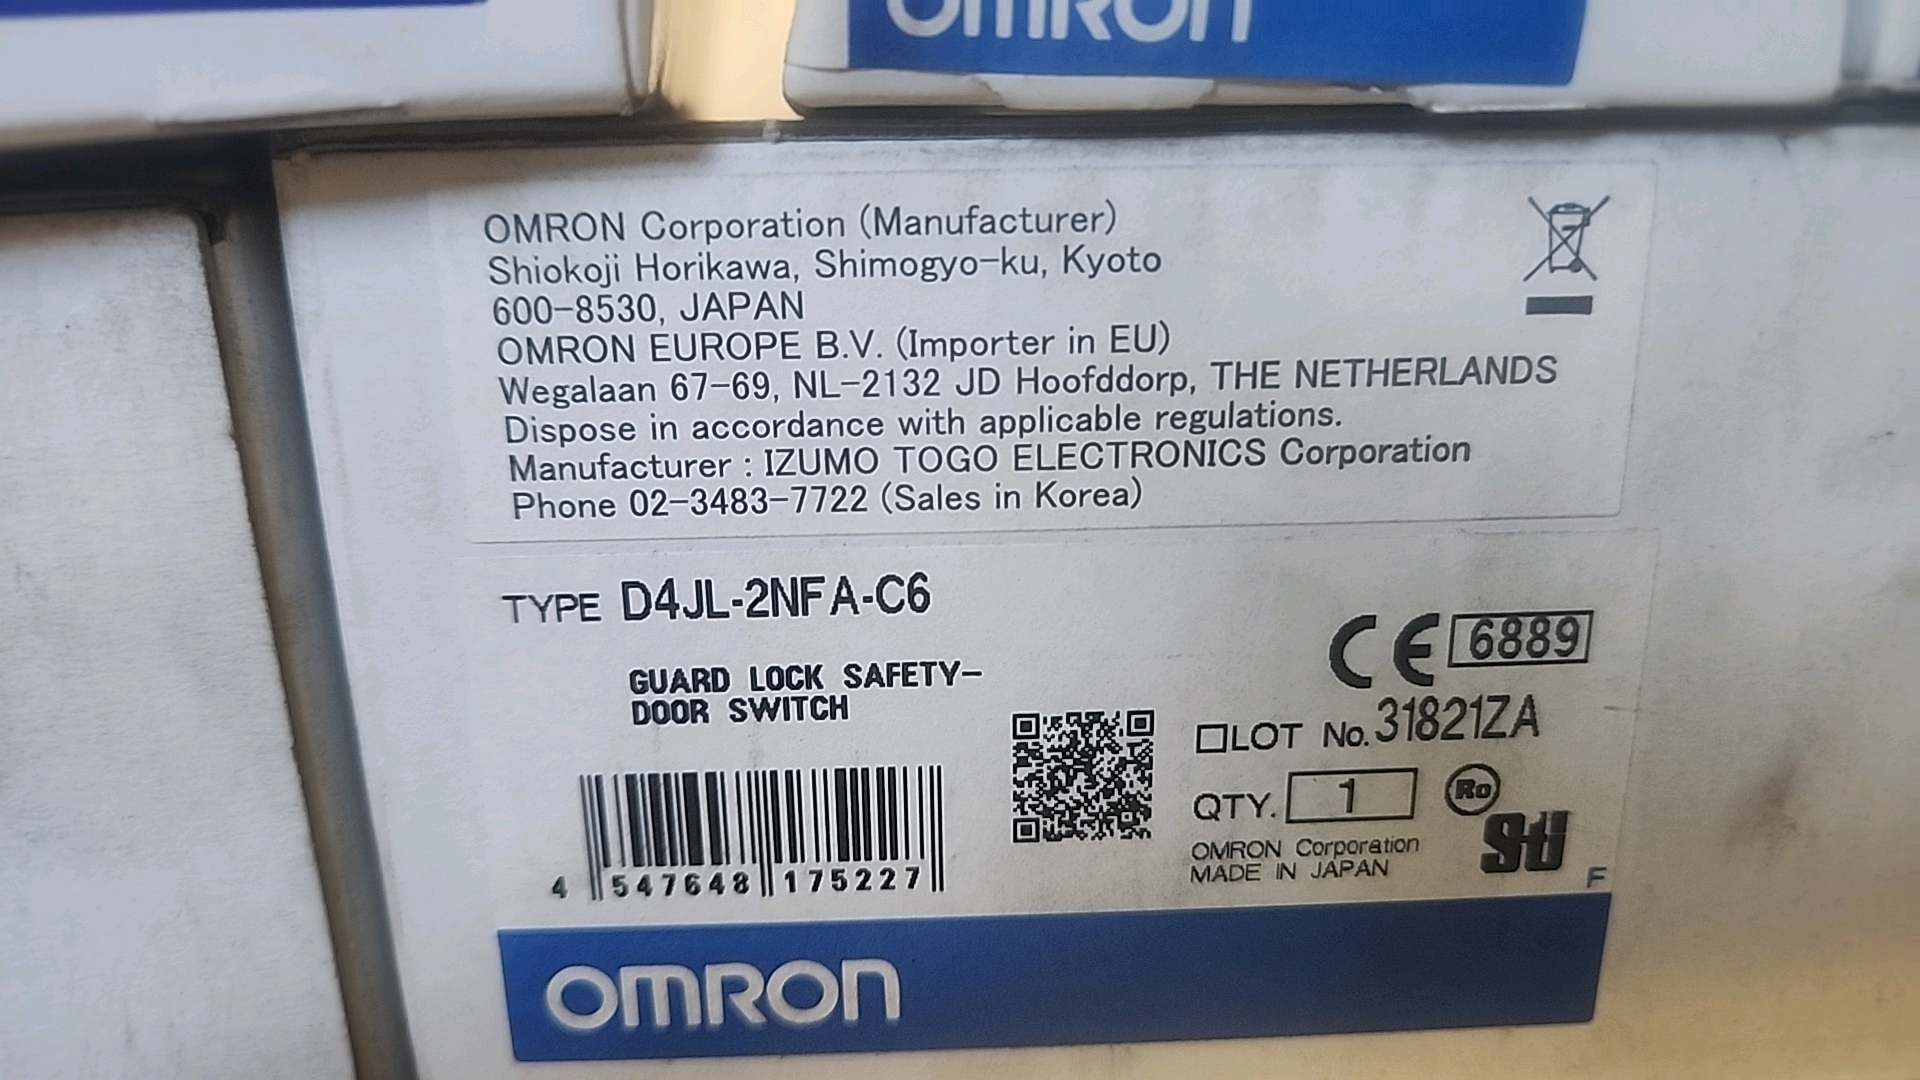 OMRON
OMRON Corporation (Manufacturer)
Shiokoji Horikawa, Shimogyo-ku, Kyoto
600-8530, JAPAN
OMRON EUROPE B.V. (Importer in EU)
Wegalaan 67-69, NL-2132 JD Hoofddorp, THE NETHERLANDS
Dispose in accordance with applicable regulations.
Manufacturer : IZUMO TOGO ELECTRONICS Corporation
Phone 02-3483-7722 (Sales in Korea)
TYPE D4JL-2NFA-C6
GUARD LOCK SAFETY-
DOOR SWITCH
CE 6889
□LOT No. 31821ZA
QTY. 1 Ro
OMRON Corporation
MADE IN JAPAN
F
4 547648 175227
OMRON